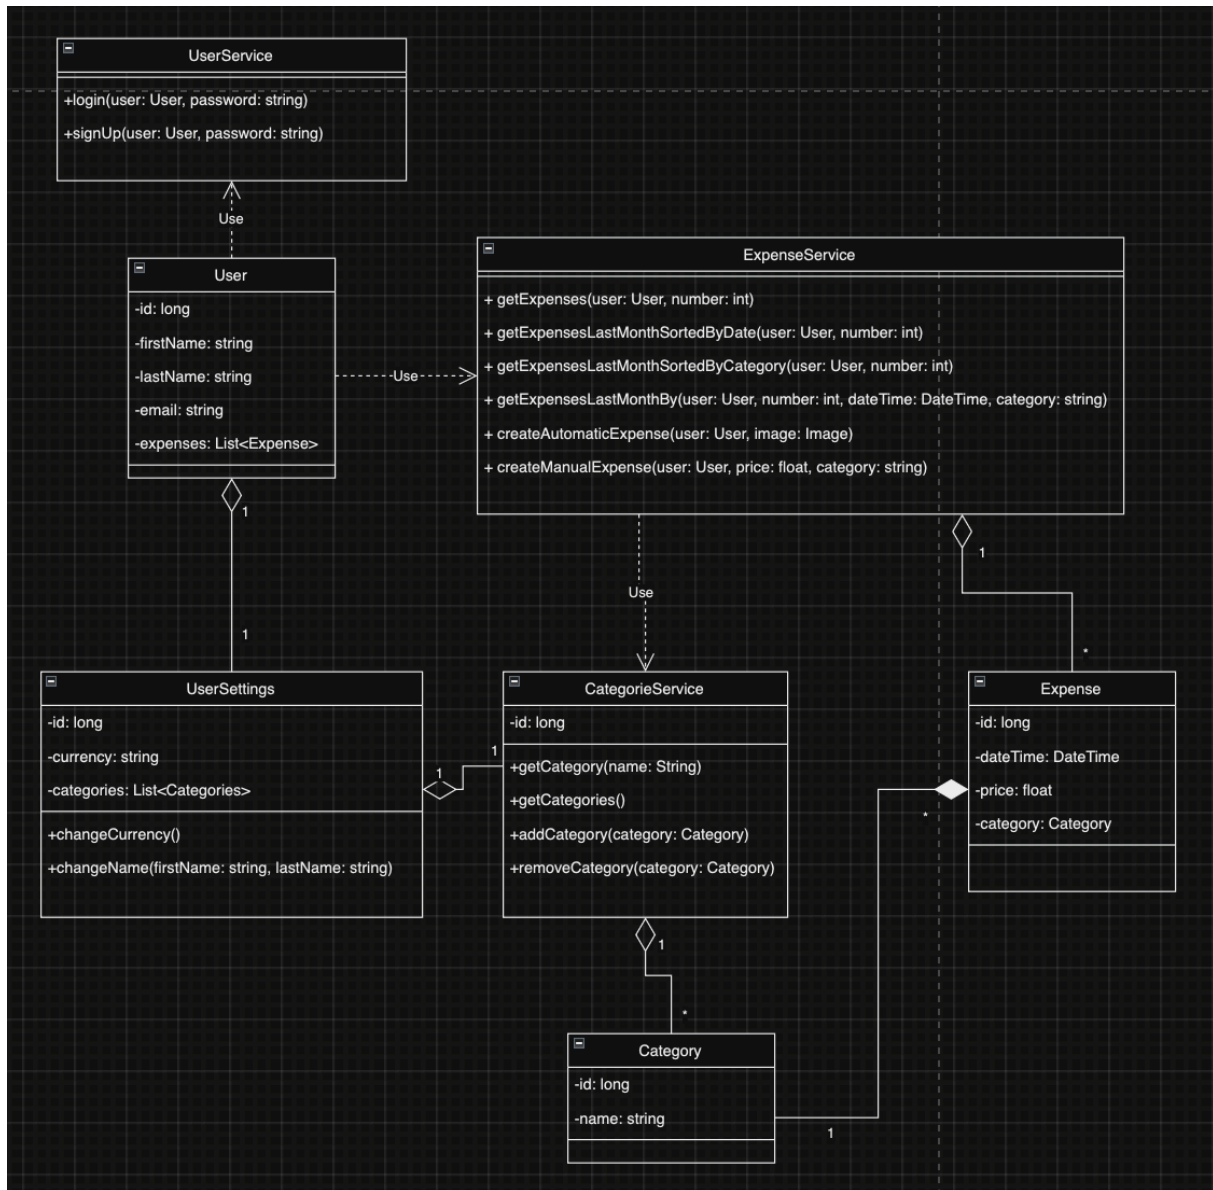 UserService
+login(user: User, password: string)
+signUp(user: User, password: string)
Use
User
-id: long
-firstName: string
-lastName: string
-email: string
-expenses: List<Expense>
Use
ExpenseService
+ getExpenses(user: User, number: int)
+ getExpensesLastMonthSortedByDate(user: User, number: int)
+ getExpensesLastMonthSortedByCategory(user: User, number: int)
+ getExpensesLastMonthBy(user: User, number: int, dateTime: DateTime, category: string)
+ createAutomaticExpense(user: User, image: Image)
+ createManualExpense(user: User, price: float, category: string)
1
1
Use
1
*
UserSettings
-id: long
-currency: string
-categories: List<Categories>
+changeCurrency()
+changeName(firstName: string, lastName: string)
1
1
CategorieService
-id: long
+getCategory(name: String)
+getCategories()
+addCategory(category: Category)
+removeCategory(category: Category)
Expense
-id: long
-dateTime: DateTime
-price: float
-category: Category
*
1
*
Category
-id: long
-name: string
1